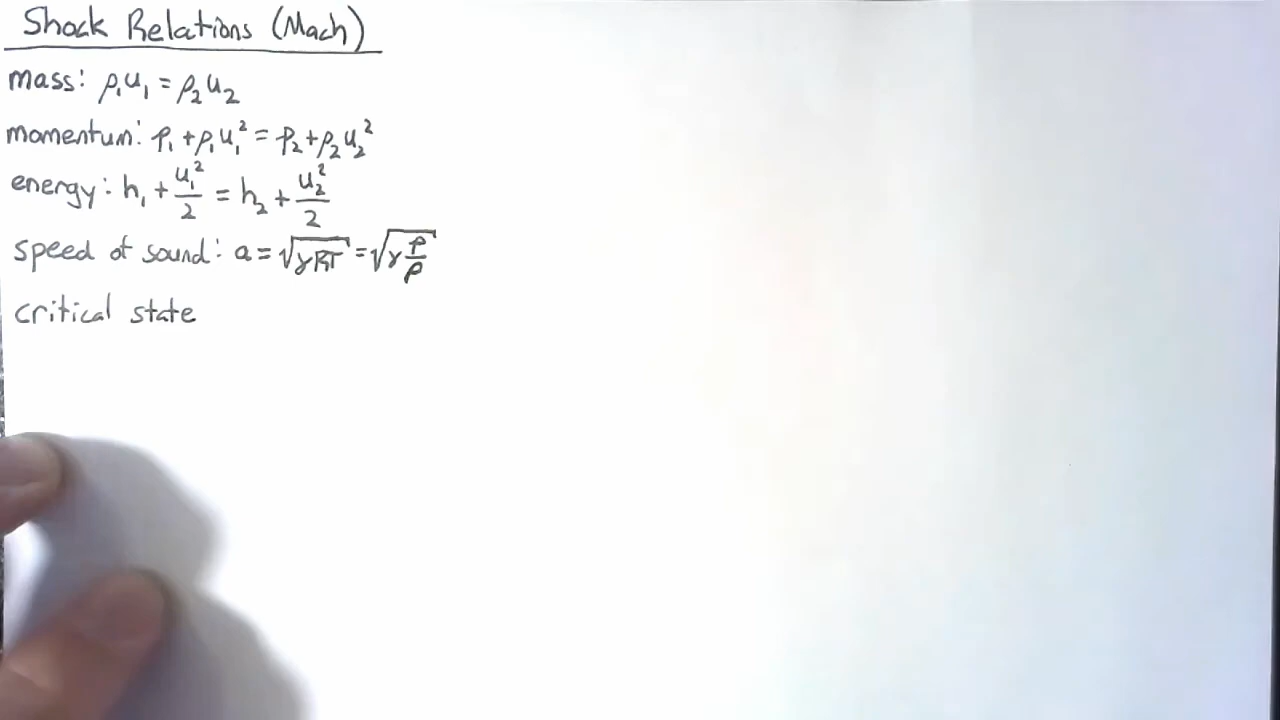 Shock Relations (Mach)
mass: ρ₁u₁ = ρ₂u₂
momentum: p₁ + ρ₁u₁² = p₂ + ρ₂u₂²
energy: h₁ + u₁²/2 = h₂ + u₂²/2
speed of sound: a = √(γRT) = √(γ p/ρ)
critical state